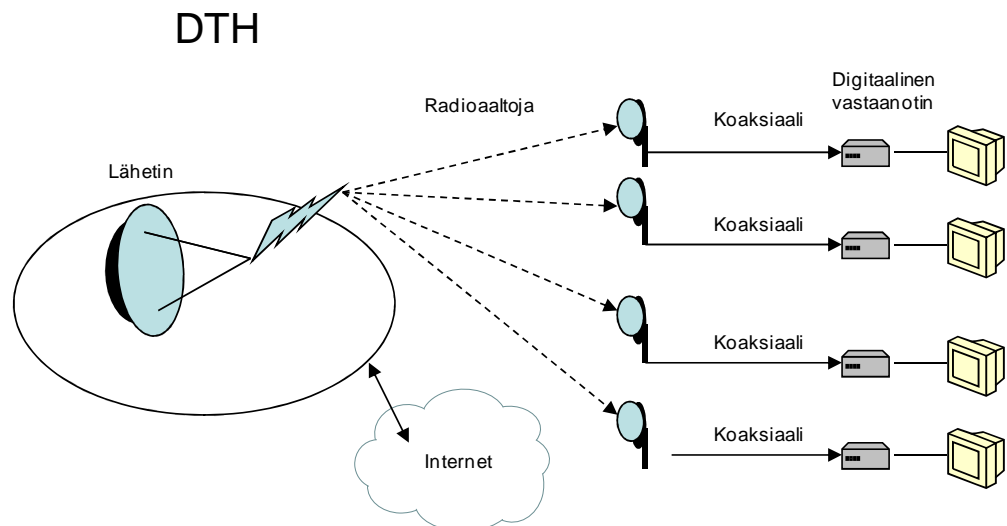 DTH
Digitaalinen
vastaanotin
Radioaaltoja
Koaksiaali
Lähetin
Koaksiaali
Koaksiaali
Koaksiaali
Internet